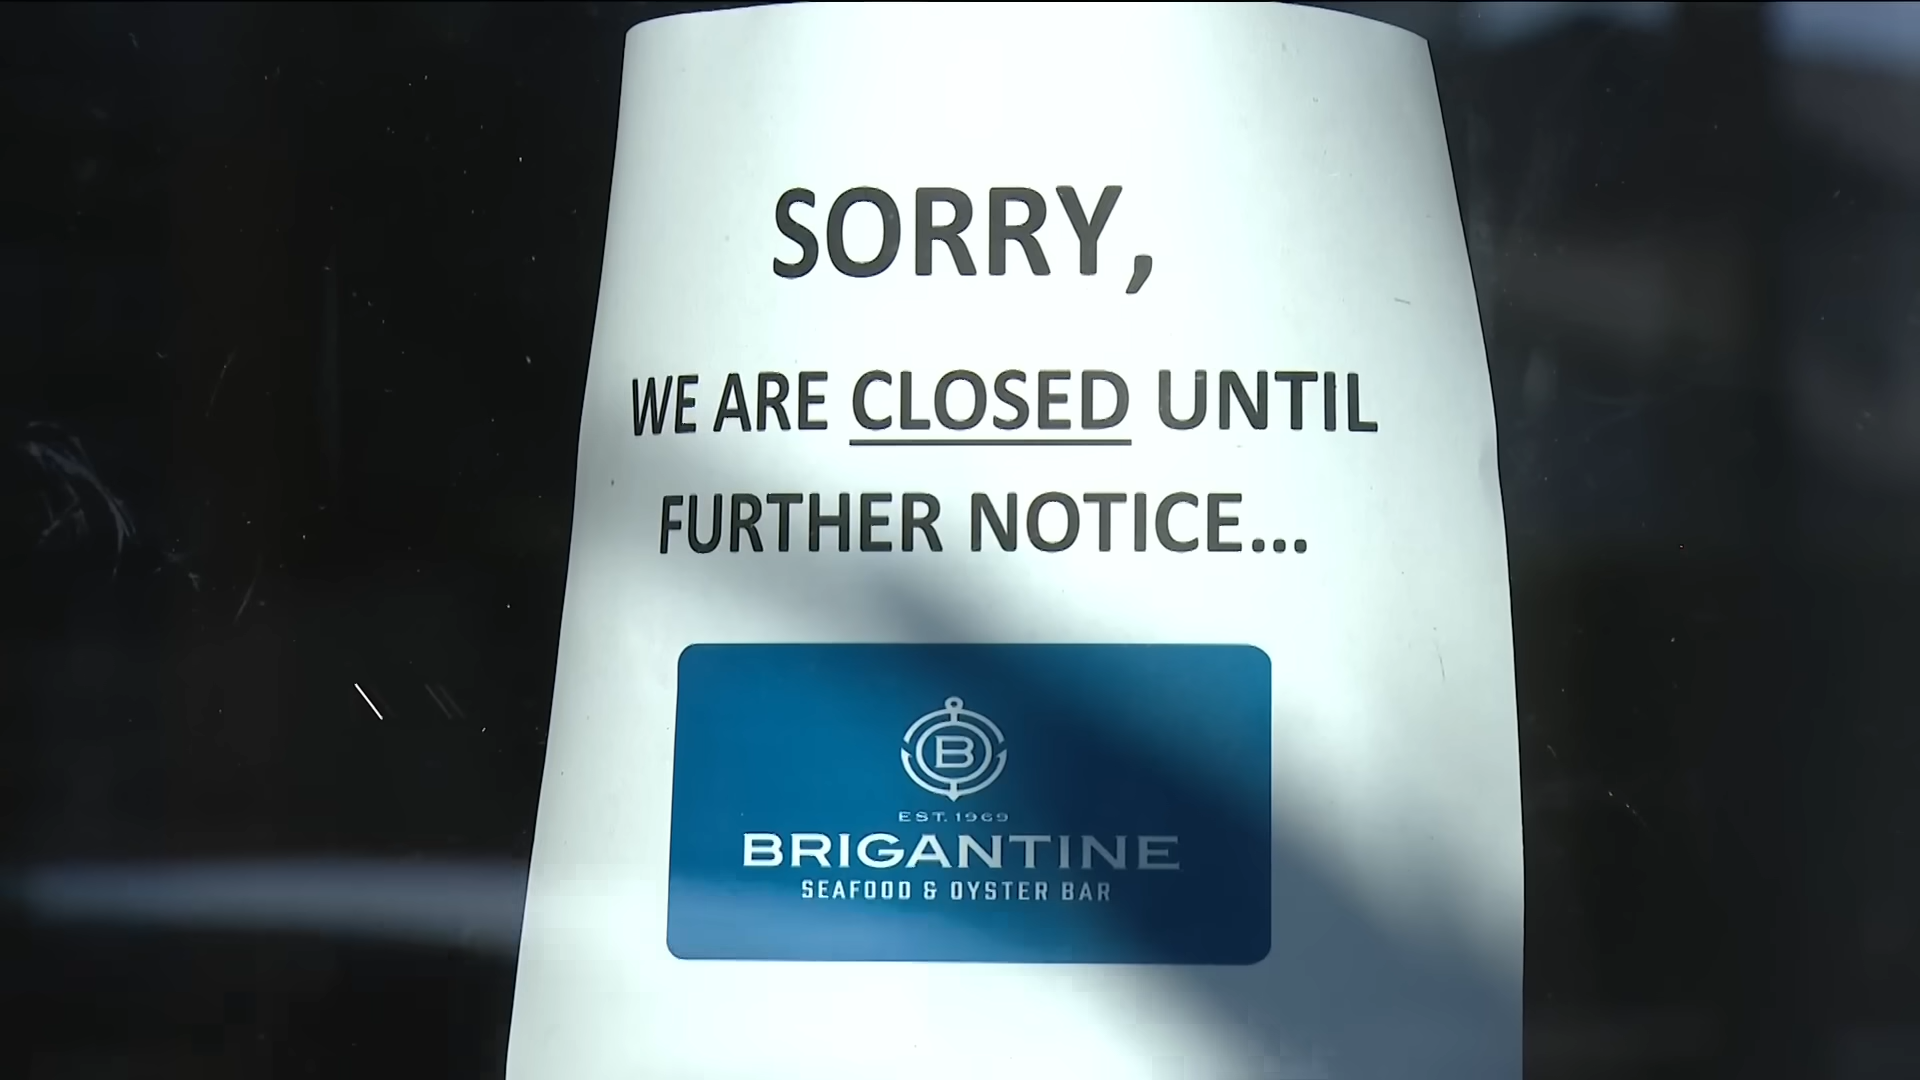 SORRY,
WE ARE CLOSED UNTIL
FURTHER NOTICE...
B
EST. 1969
BRIGANTINE
SEAFOOD & OYSTER BAR